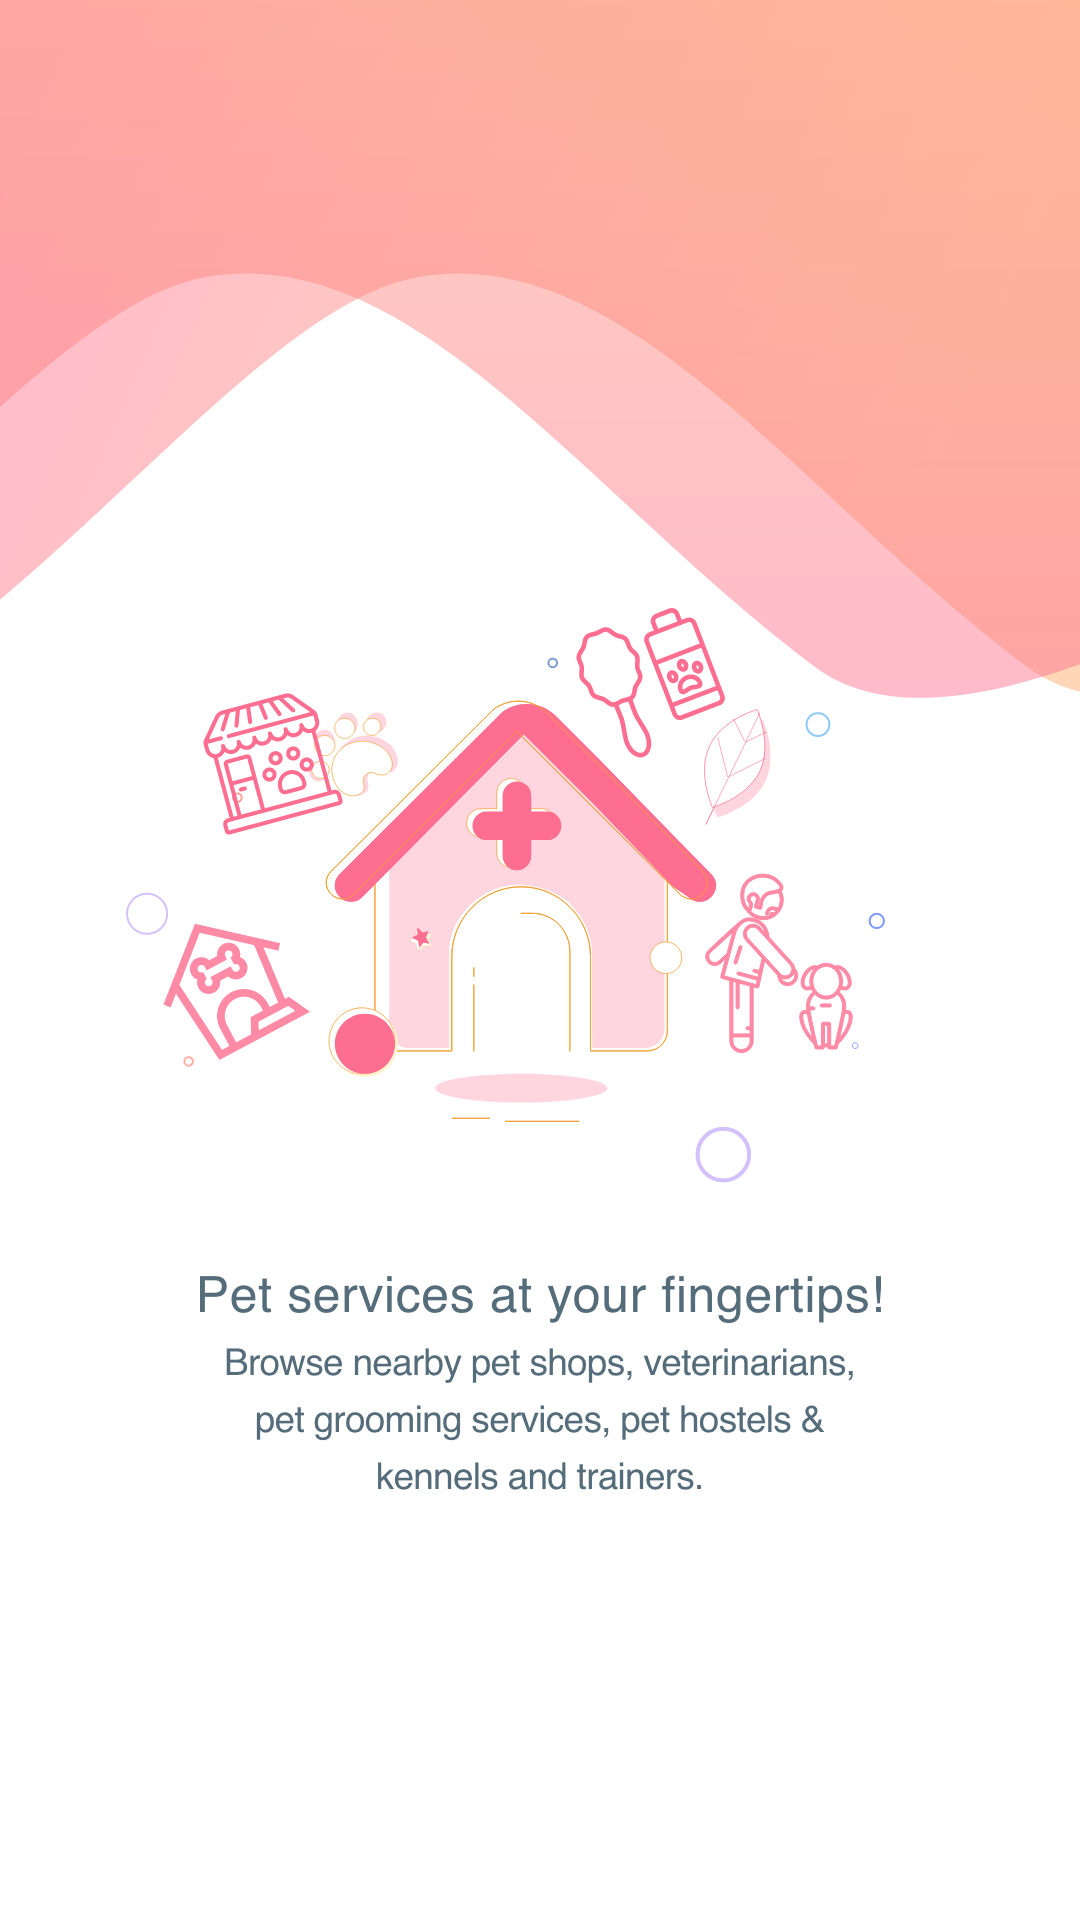 Pet services at your fingertips!
Browse nearby pet shops, veterinarians,
pet grooming services, pet hostels &
kennels and trainers.